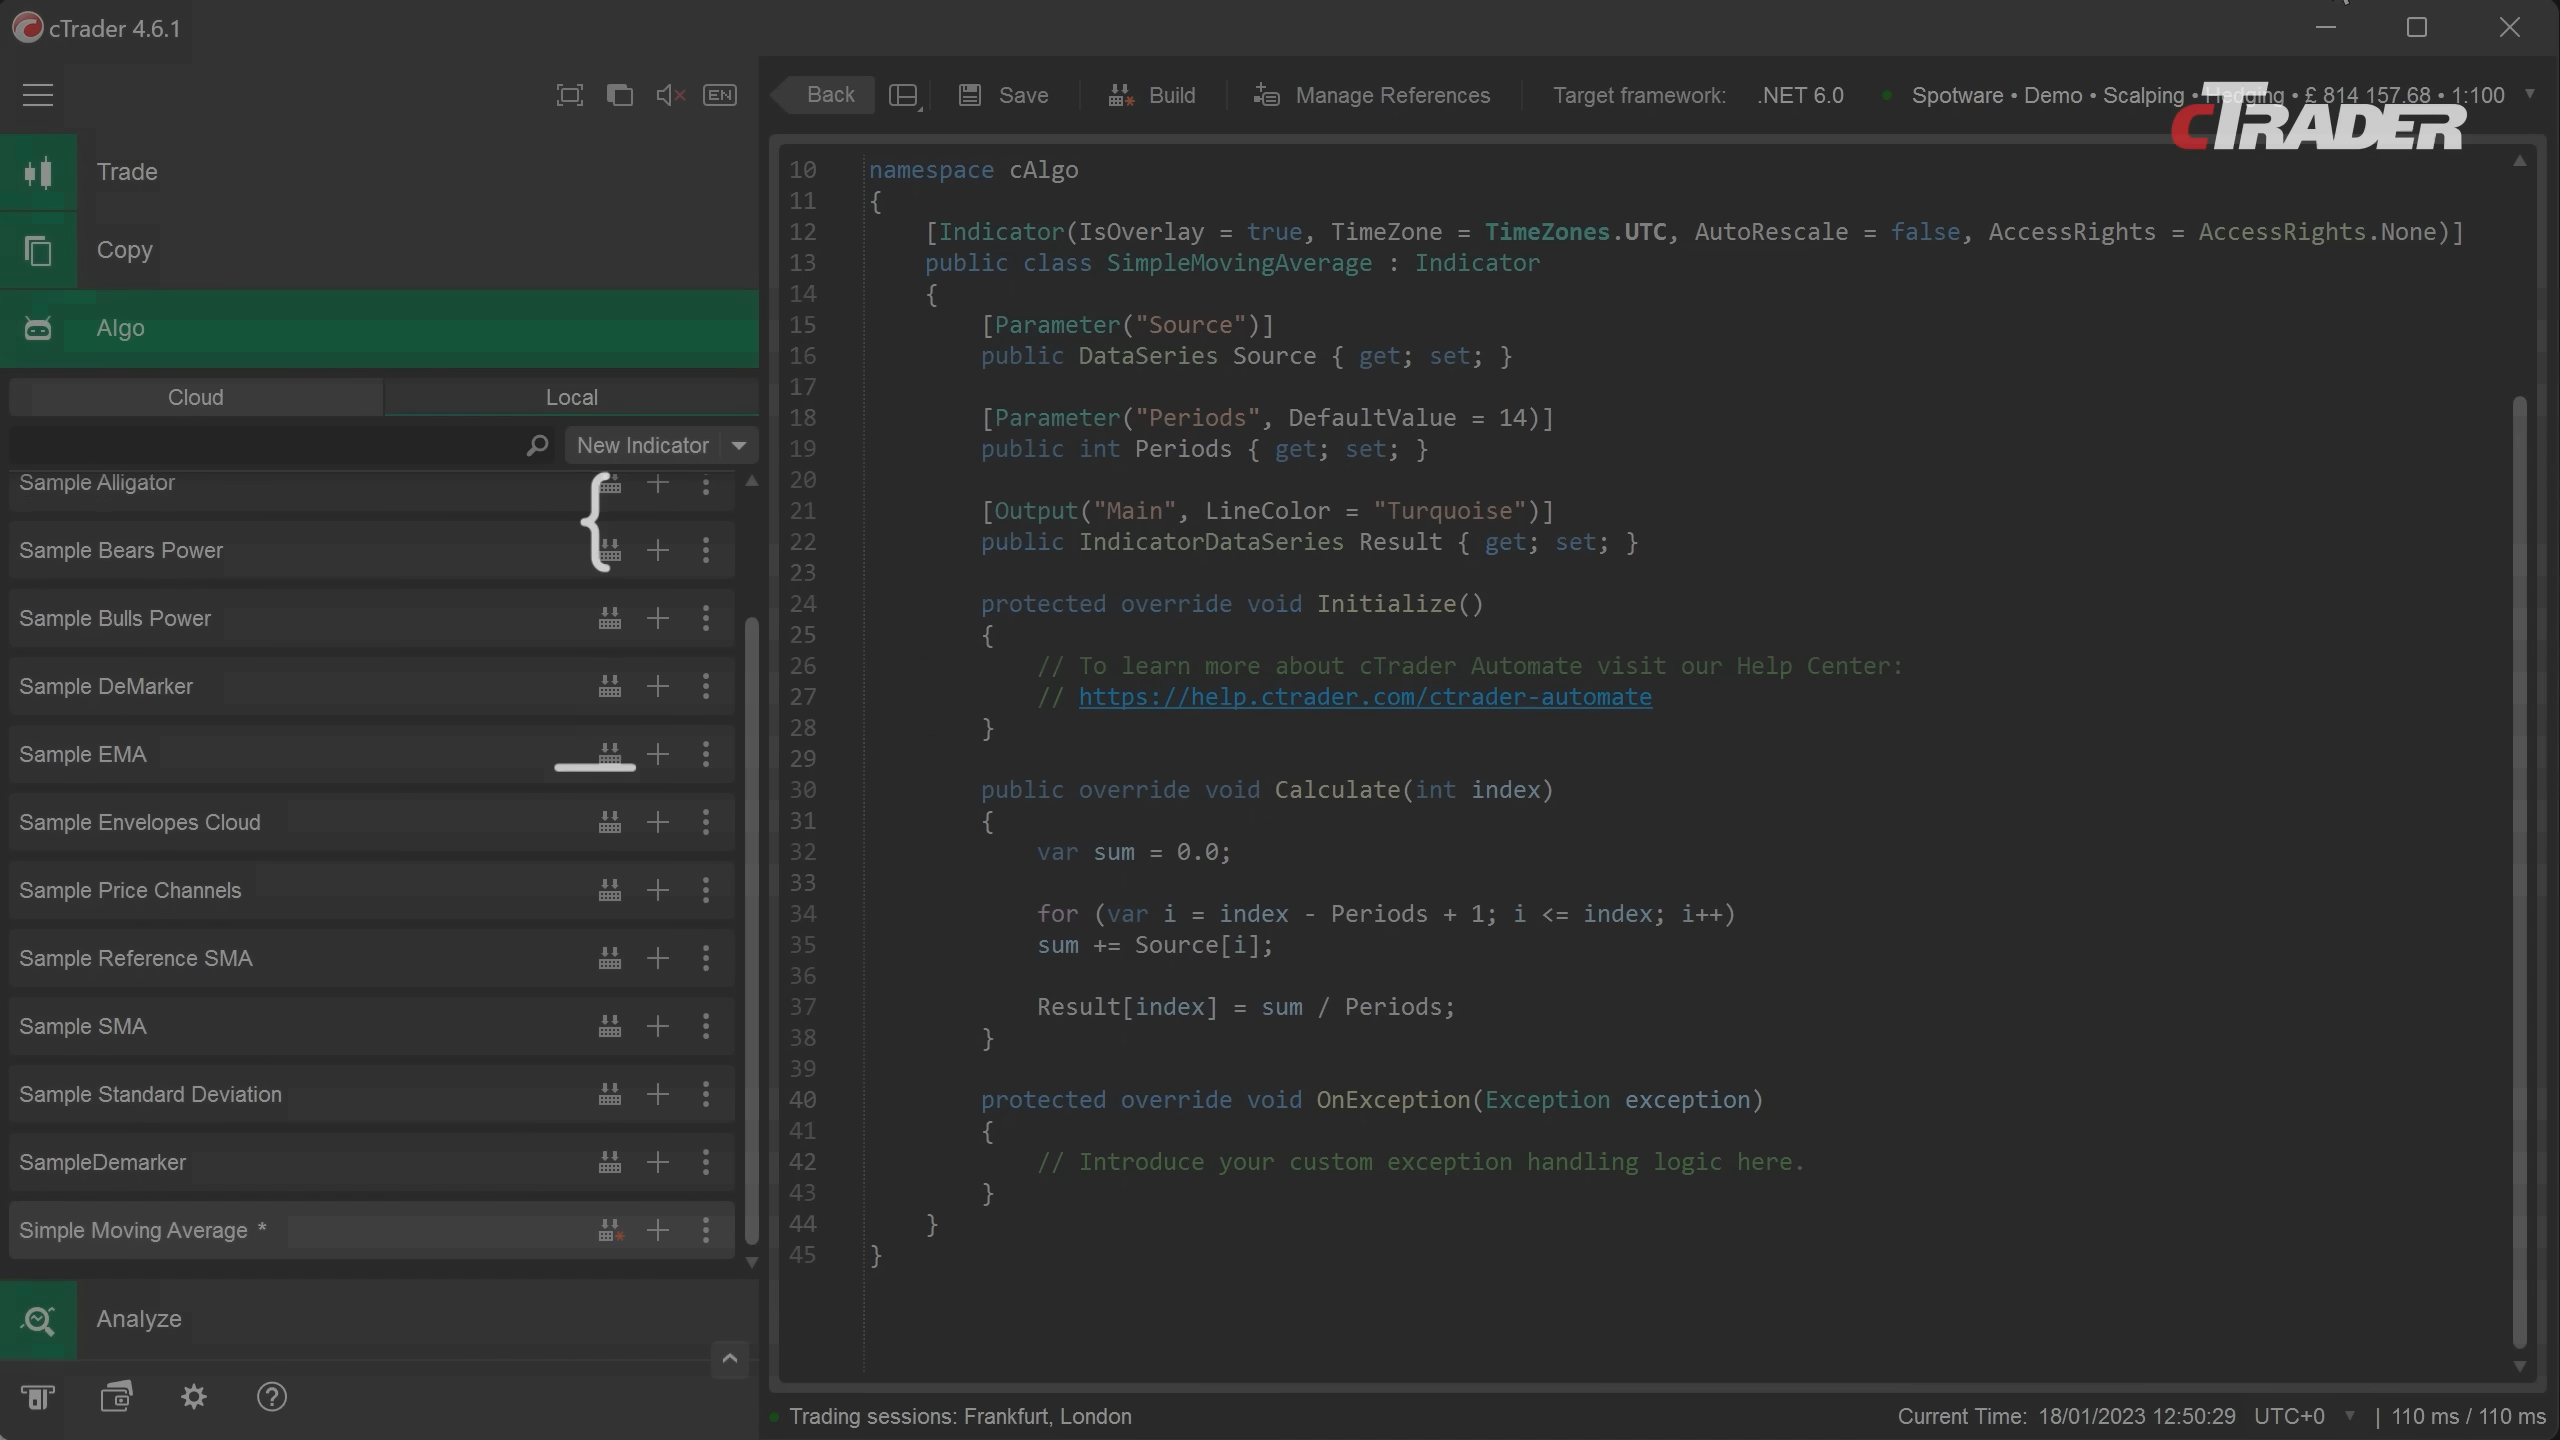 cTrader 4.6.1
EN
Back
Save
Build
Manage References
Target framework: .NET 6.0
Spotware • Demo • Scalping • Hedging • £ 814 157.68 • 1:100
cTRADER
Trade
Copy
Algo
Cloud
Local
New Indicator
Sample Alligator
{
Sample Bears Power
Sample Bulls Power
Sample DeMarker
Sample EMA
Sample Envelopes Cloud
Sample Price Channels
Sample Reference SMA
Sample SMA
Sample Standard Deviation
SampleDemarker
Simple Moving Average *
Analyze
10 namespace cAlgo
11 {
12 [Indicator(IsOverlay = true, TimeZone = TimeZones.UTC, AutoRescale = false, AccessRights = AccessRights.None)]
13 public class SimpleMovingAverage : Indicator
14 {
15 [Parameter("Source")]
16 public DataSeries Source { get; set; }
17
18 [Parameter("Periods", DefaultValue = 14)]
19 public int Periods { get; set; }
20
21 [Output("Main", LineColor = "Turquoise")]
22 public IndicatorDataSeries Result { get; set; }
23
24 protected override void Initialize()
25 {
26 // To learn more about cTrader Automate visit our Help Center:
27 // https://help.ctrader.com/ctrader-automate
28 }
29
30 public override void Calculate(int index)
31 {
32 var sum = 0.0;
33
34 for (var i = index - Periods + 1; i <= index; i++)
35 sum += Source[i];
36
37 Result[index] = sum / Periods;
38 }
39
40 protected override void OnException(Exception exception)
41 {
42 // Introduce your custom exception handling logic here.
43 }
44 }
45 }
Trading sessions: Frankfurt, London
Current Time: 18/01/2023 12:50:29 UTC+0 | 110 ms / 110 ms